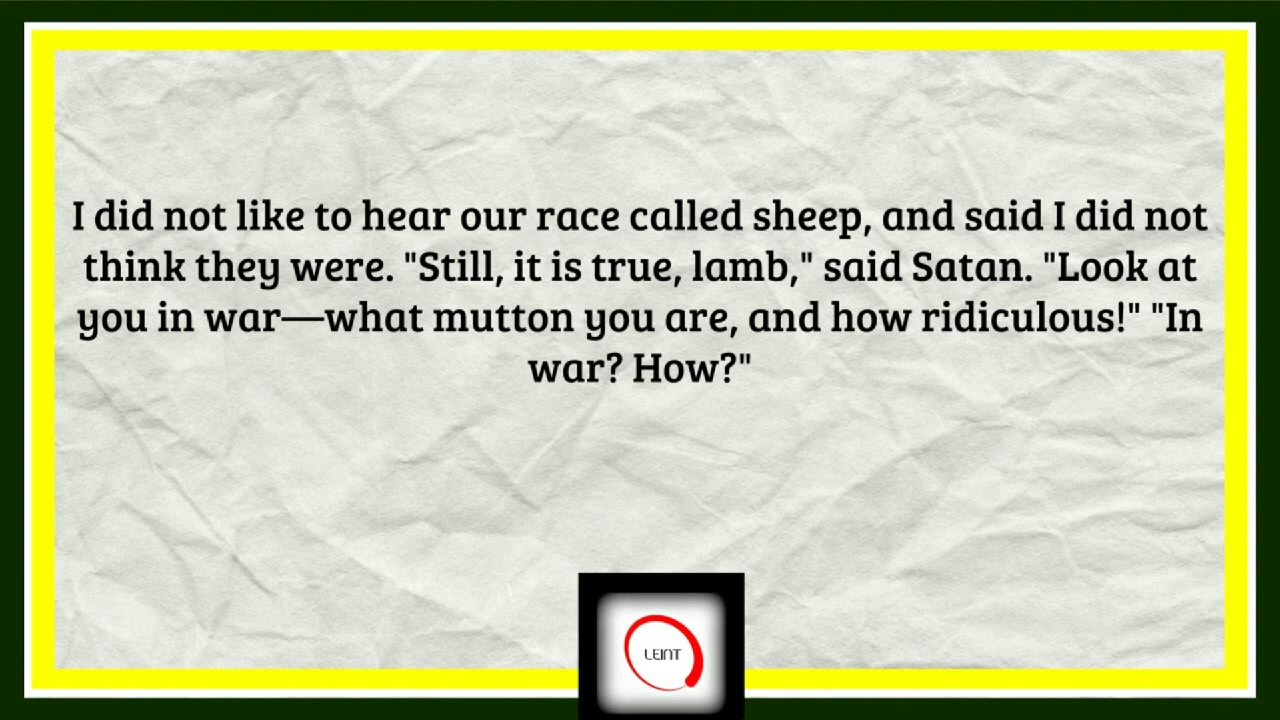 I did not like to hear our race called sheep, and said I did not
think they were. "Still, it is true, lamb," said Satan. "Look at
you in war—what mutton you are, and how ridiculous!" "In
war? How?"
LEINT